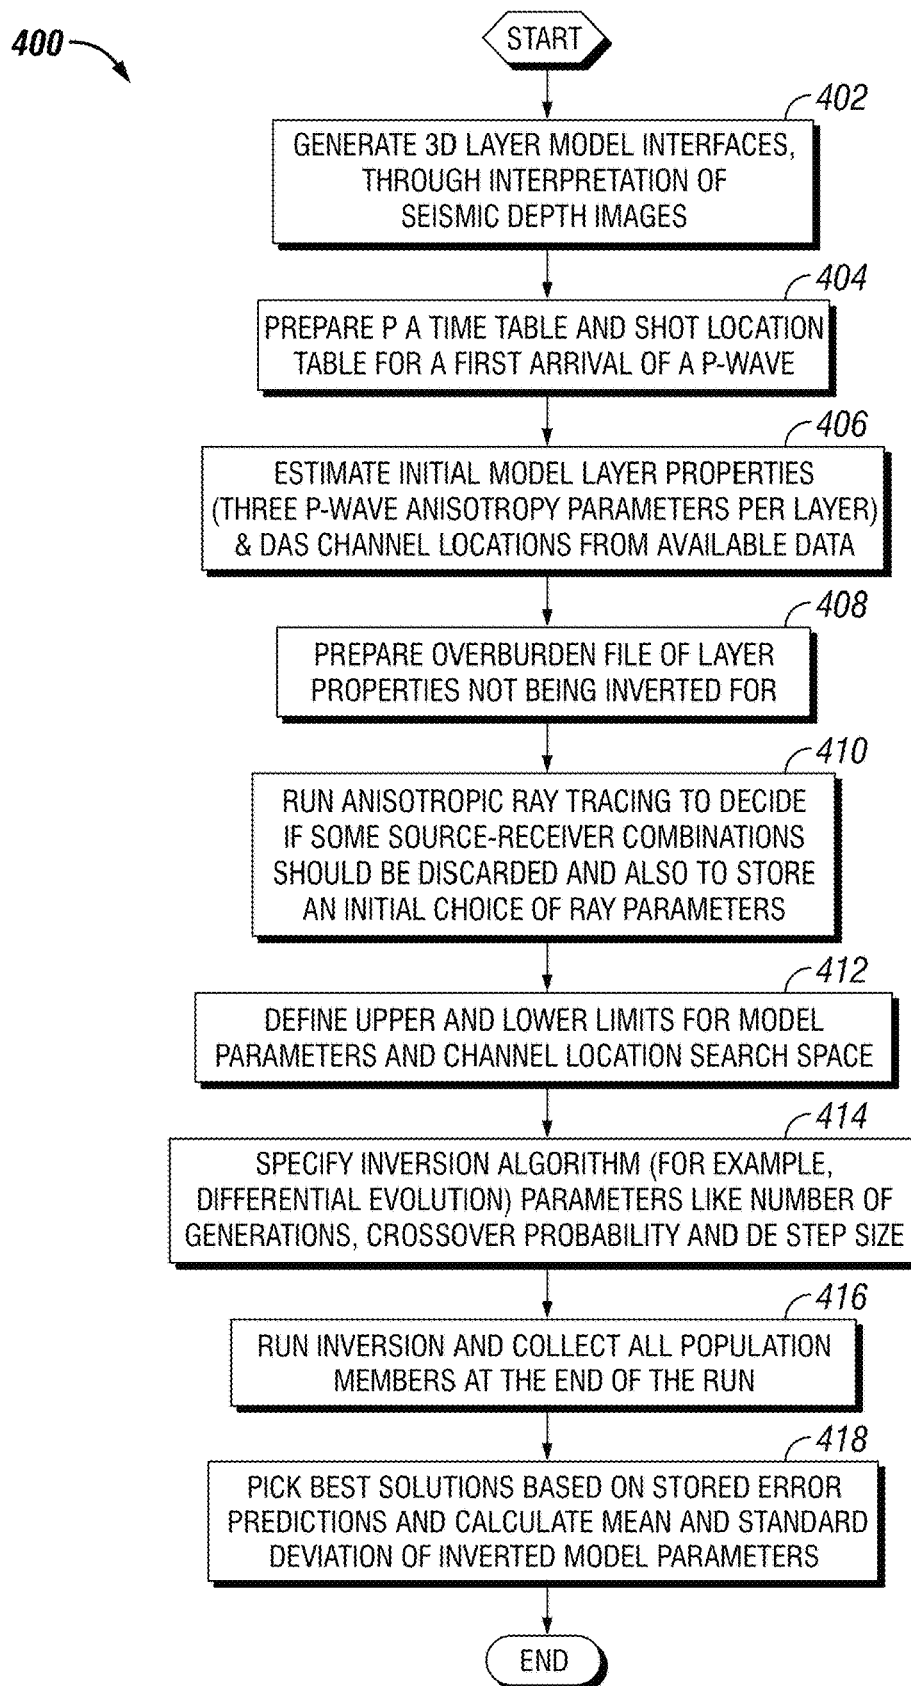 400
START
402
GENERATE 3D LAYER MODEL INTERFACES,
THROUGH INTERPRETATION OF
SEISMIC DEPTH IMAGES
404
PREPARE P A TIME TABLE AND SHOT LOCATION
TABLE FOR A FIRST ARRIVAL OF A P-WAVE
406
ESTIMATE INITIAL MODEL LAYER PROPERTIES
(THREE P-WAVE ANISOTROPY PARAMETERS PER LAYER)
& DAS CHANNEL LOCATIONS FROM AVAILABLE DATA
408
PREPARE OVERBURDEN FILE OF LAYER
PROPERTIES NOT BEING INVERTED FOR
410
RUN ANISOTROPIC RAY TRACING TO DECIDE
IF SOME SOURCE-RECEIVER COMBINATIONS
SHOULD BE DISCARDED AND ALSO TO STORE
AN INITIAL CHOICE OF RAY PARAMETERS
412
DEFINE UPPER AND LOWER LIMITS FOR MODEL
PARAMETERS AND CHANNEL LOCATION SEARCH SPACE
414
SPECIFY INVERSION ALGORITHM (FOR EXAMPLE,
DIFFERENTIAL EVOLUTION) PARAMETERS LIKE NUMBER OF
GENERATIONS, CROSSOVER PROBABILITY AND DE STEP SIZE
416
RUN INVERSION AND COLLECT ALL POPULATION
MEMBERS AT THE END OF THE RUN
418
PICK BEST SOLUTIONS BASED ON STORED ERROR
PREDICTIONS AND CALCULATE MEAN AND STANDARD
DEVIATION OF INVERTED MODEL PARAMETERS
END